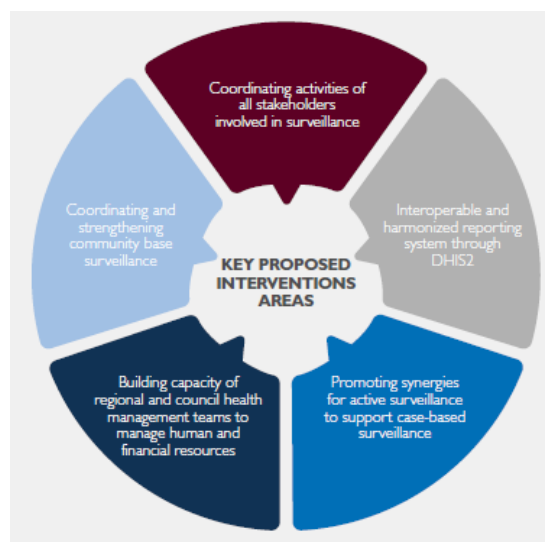 Coordinating activities of
all stakeholders
involved in surveillance
Interoperable and
harmonized reporting
system through
DHIS2
Promoting synergies
for active surveillance
to support case-based
surveillance
Building capacity of
regional and council health
management teams to
manage human and
financial resources
Coordinating and
strengthening
community base
surveillance
KEY PROPOSED
INTERVENTIONS
AREAS